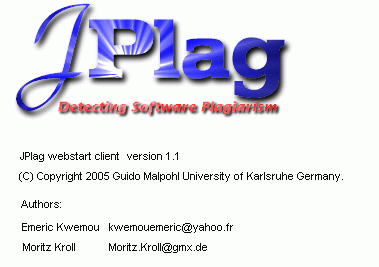 JPlag
Detecting Software Plagiarism
JPlag webstart client version 1.1
(C) Copyright 2005 Guido Malpohl University of Karlsruhe Germany.
Authors:
Emeric Kwemou kwemouemeric@yahoo.fr
Moritz Kroll Moritz.Kroll@gmx.de